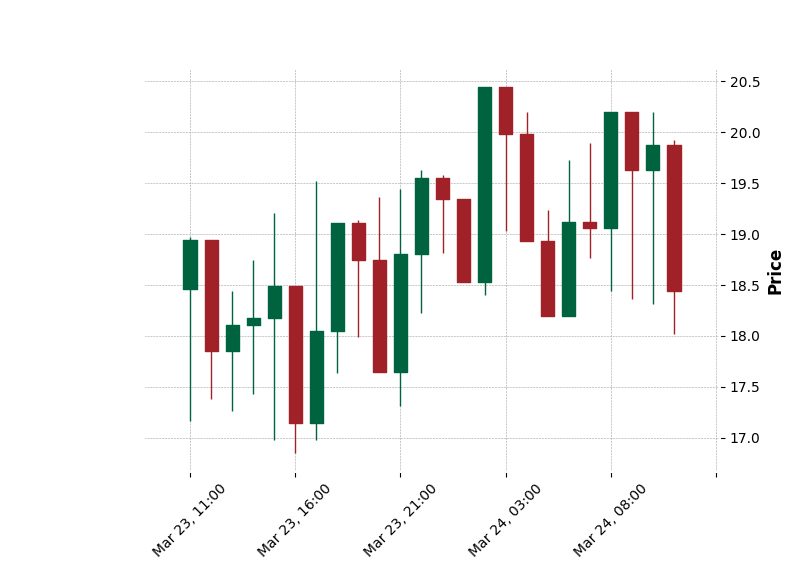 20.5
20.0
19.5
19.0
18.5
18.0
17.5
17.0
Price
Mar 23, 11:00
Mar 23, 16:00
Mar 23, 21:00
Mar 24, 03:00
Mar 24, 08:00